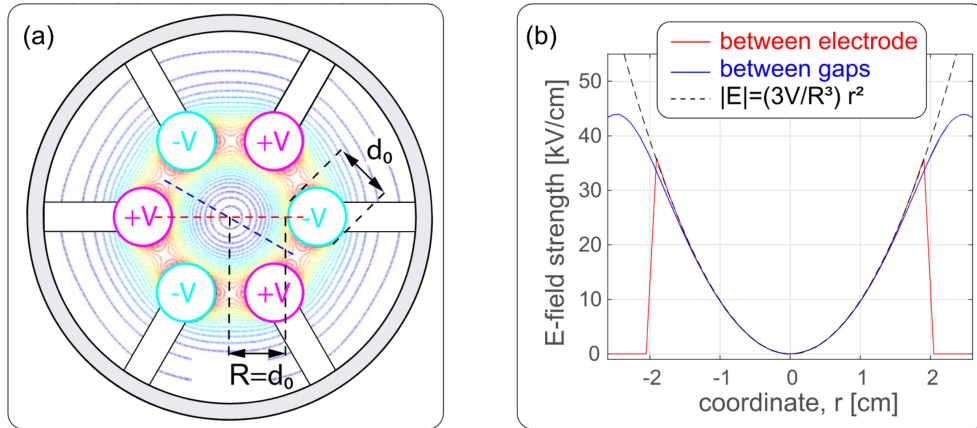 (a)
-V
+V
d₀
+V
-V
-V
+V
R=d₀
(b)
between electrode
between gaps
|E|=(3V/R³) r²
E-field strength [kV/cm]
50
40
30
20
10
0
-2
-1
0
1
2
coordinate, r [cm]